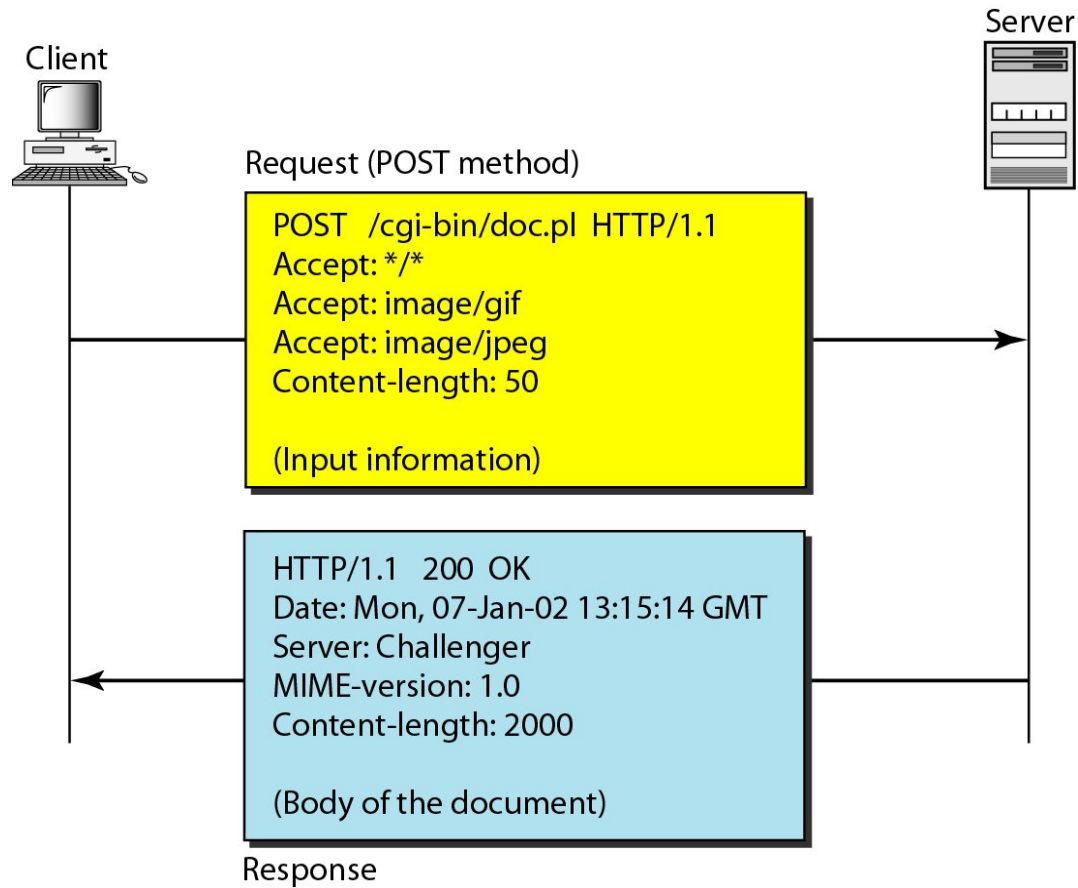 Client
Server
Request (POST method)
POST /cgi-bin/doc.pl HTTP/1.1
Accept: */*
Accept: image/gif
Accept: image/jpeg
Content-length: 50
(Input information)
HTTP/1.1 200 OK
Date: Mon, 07-Jan-02 13:15:14 GMT
Server: Challenger
MIME-version: 1.0
Content-length: 2000
(Body of the document)
Response